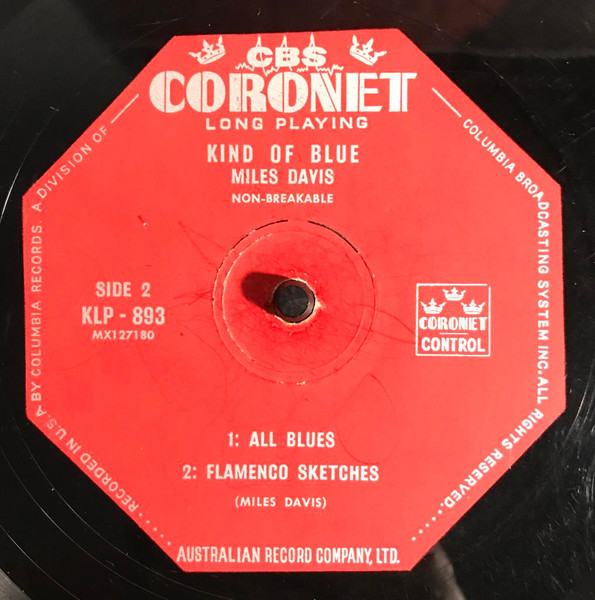 CBS
CORONET
LONG PLAYING
KIND OF BLUE
MILES DAVIS
NON-BREAKABLE
SIDE 2
KLP - 893
MX127180
CORONET
CONTROL
1: ALL BLUES
2: FLAMENCO SKETCHES
(MILES DAVIS)
·····RECORDED IN U.S.A. BY COLUMBIA RECORDS. A DIVISION OF — COLUMBIA BROADCASTING SYSTEM INC. ALL RIGHTS RESERVED.·····
AUSTRALIAN RECORD COMPANY, LTD.